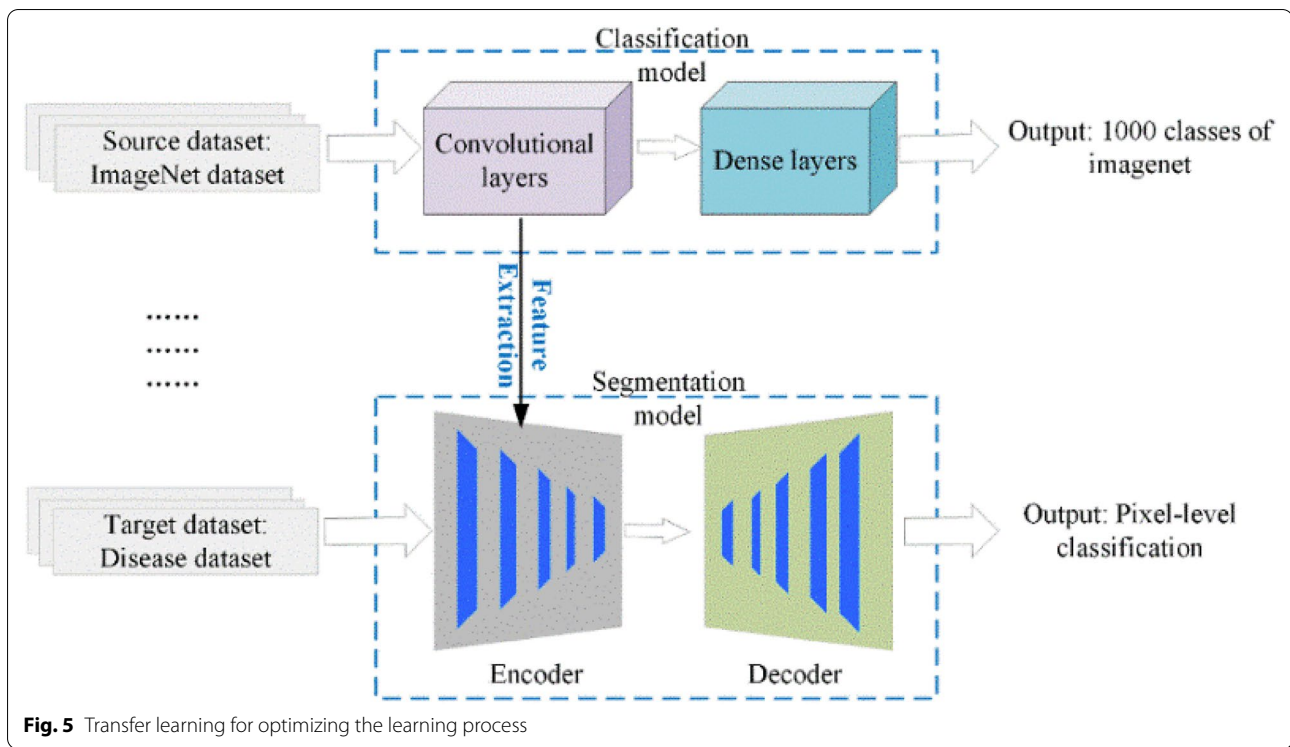 Classification
model
Source dataset:
ImageNet dataset
Convolutional
layers
Dense layers
Output: 1000 classes of
imagenet
Feature
Extraction
......
......
......
Segmentation
model
Target dataset:
Disease dataset
Output: Pixel-level
classification
Encoder
Decoder
Fig. 5 Transfer learning for optimizing the learning process